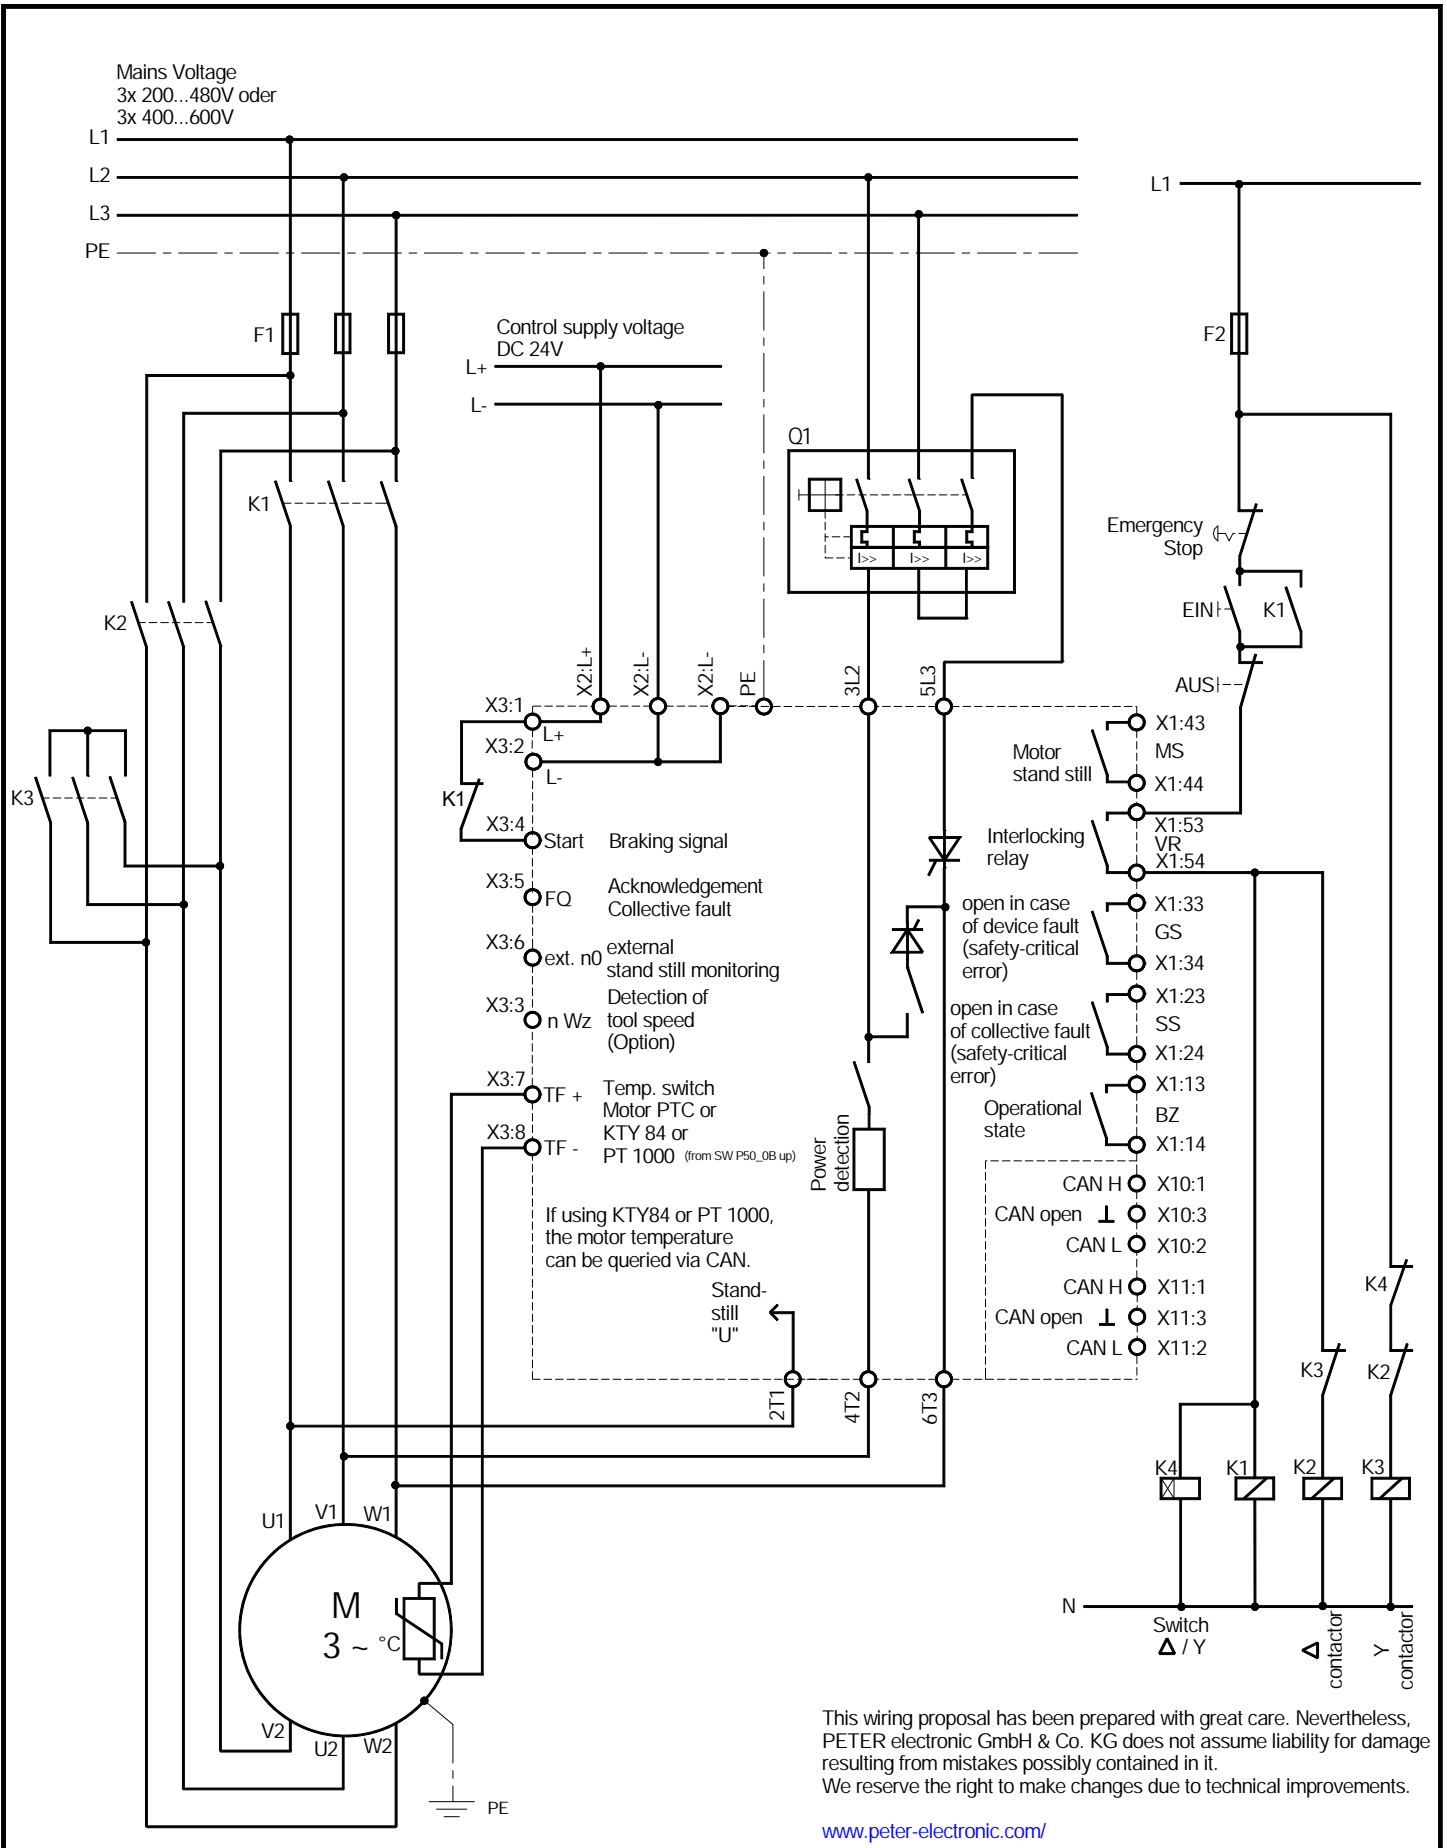 Mains Voltage
3x 200...480V oder
3x 400...600V
L1
L2
L3
PE
L1
F1
Control supply voltage
DC 24V
L+
L-
F2
Q1
K1
I>>
I>>
I>>
Emergency
Stop
EIN
K1
K2
AUS
X2:L+
X2:L-
X2:L-
PE
3L2
5L3
X3:1
L+
X3:2
L-
K1
X3:4
Start
Braking signal
X3:5
FQ
Acknowledgement
Collective fault
X3:6
ext. n0
external
stand still monitoring
X3:3
n Wz
Detection of
tool speed
(Option)
X3:7
TF +
X3:8
TF -
Temp. switch
Motor PTC or
KTY 84 or
PT 1000 (from SW P50_0B up)
If using KTY84 or PT 1000,
the motor temperature
can be queried via CAN.
Stand-
still
"U"
Power
detection
K3
Motor
stand still
X1:43
MS
X1:44
Interlocking
relay
X1:53
VR
X1:54
open in case
of device fault
(safety-critical
error)
X1:33
GS
X1:34
open in case
of collective fault
(safety-critical
error)
X1:23
SS
X1:24
Operational
state
X1:13
BZ
X1:14
CAN H
X10:1
CAN open
X10:3
CAN L
X10:2
CAN H
X11:1
CAN open
X11:3
CAN L
X11:2
2T1
4T2
6T3
K4
K3
K2
K4
K1
K2
K3
U1
V1
W1
M
3 ~
°C
V2
U2
W2
PE
N
Switch
Δ / Y
Δ
contactor
Y
contactor
This wiring proposal has been prepared with great care. Nevertheless,
PETER electronic GmbH & Co. KG does not assume liability for damage
resulting from mistakes possibly contained in it.
We reserve the right to make changes due to technical improvements.
www.peter-electronic.com/